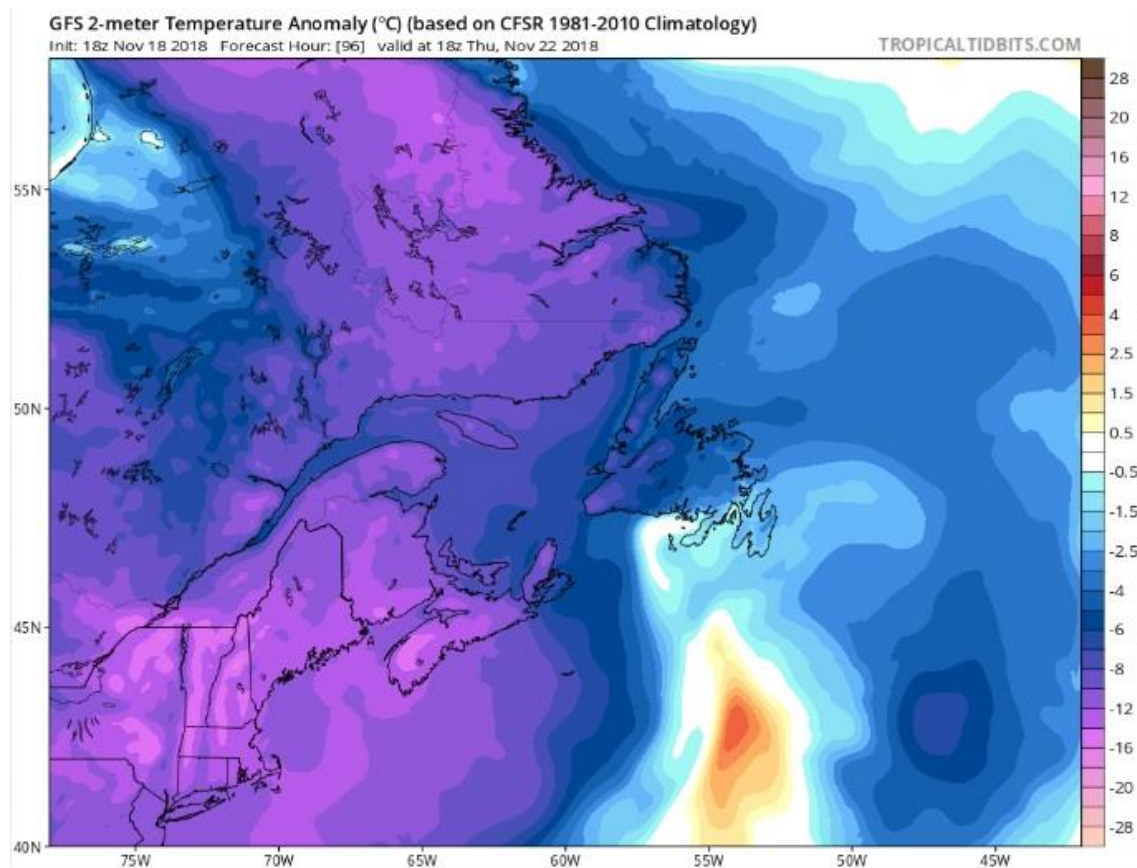 GFS 2-meter Temperature Anomaly (°C) (based on CFSR 1981-2010 Climatology)
Init: 18z Nov 18 2018 Forecast Hour: [96] valid at 18z Thu, Nov 22 2018
TROPICALTIDBITS.COM
28
20
16
12
8
6
4
2.5
1.5
0.5
-0.5
-1.5
-2.5
-4
-6
-8
-12
-16
-20
-28
55N
50N
45N
40N
75W
70W
65W
60W
55W
50W
45W